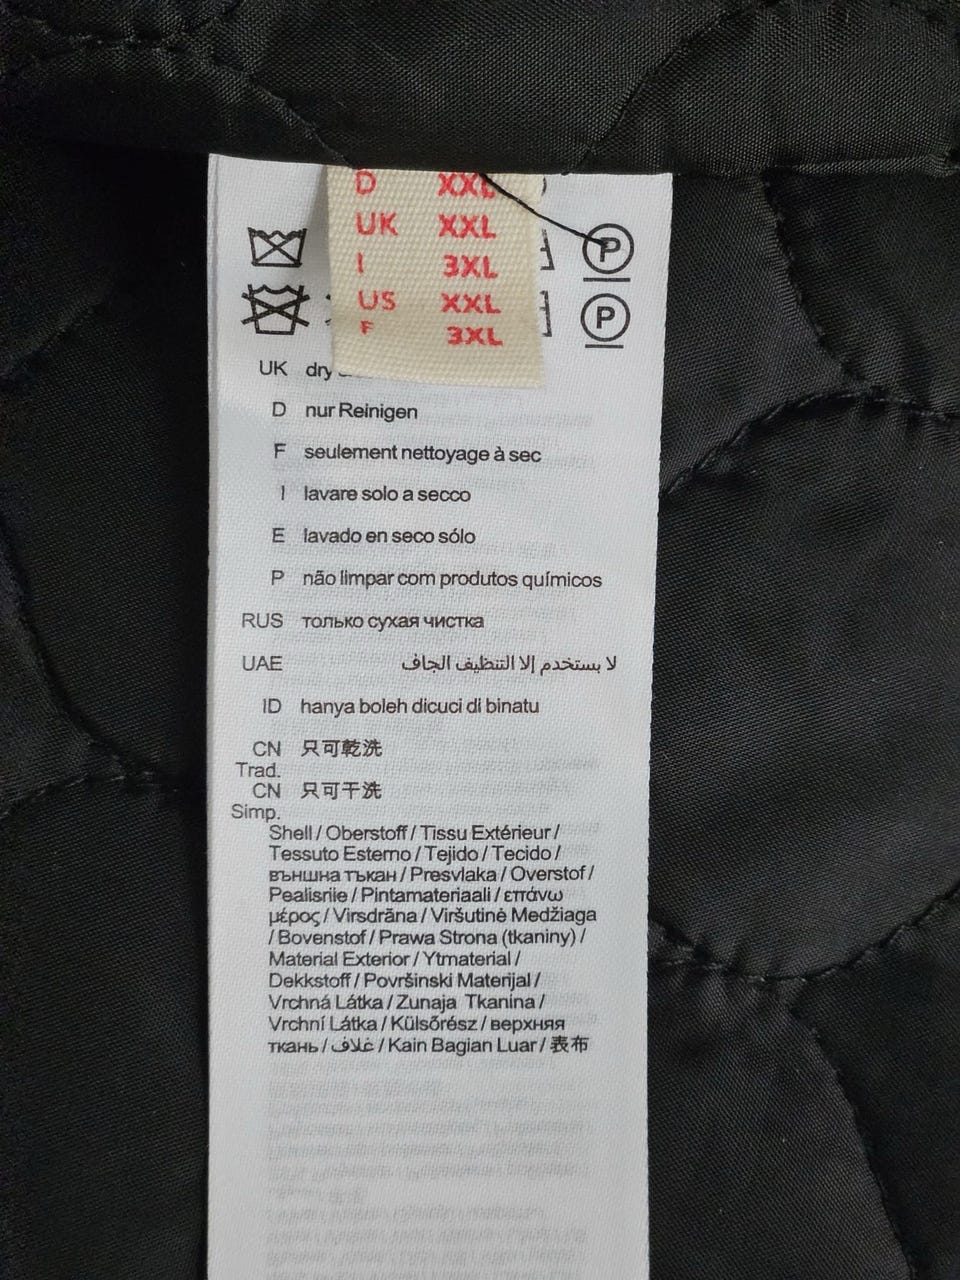 D XXL
UK XXL
I 3XL
US XXL
F 3XL
P
P
UK dry
D nur Reinigen
F seulement nettoyage à sec
I lavare solo a secco
E lavado en seco sólo
P não limpar com produtos químicos
RUS только сухая чистка
UAE لا يستخدم إلا التنظيف الجاف
ID hanya boleh dicuci di binatu
CN Trad. 只可乾洗
CN Simp. 只可干洗
Shell / Oberstoff / Tissu Extérieur /
Tessuto Esterno / Tejido / Tecido /
външна тъкан / Presvlaka / Overstof /
Pealisriie / Pintamateriaali / επάνω
μέρος / Virsdrāna / Viršutinė Medžiaga
/ Bovenstof / Prawa Strona (tkaniny) /
Material Exterior / Ytmaterial /
Dekkstoff / Površinski Materijal /
Vrchná Látka / Zunaja Tkanina /
Vrchní Látka / Külsőrész / верхняя
ткань / غلاف / Kain Bagian Luar / 表布